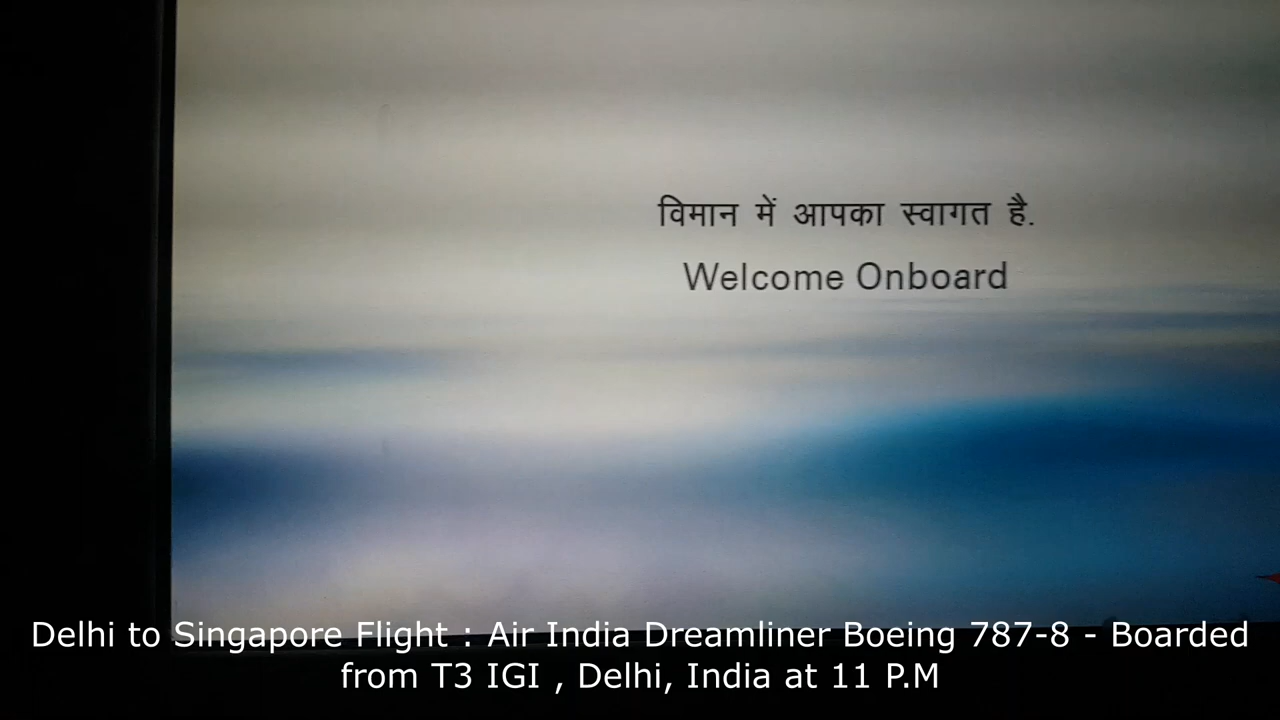 विमान में आपका स्वागत है.
Welcome Onboard
Delhi to Singapore Flight : Air India Dreamliner Boeing 787-8 - Boarded
from T3 IGI , Delhi, India at 11 P.M